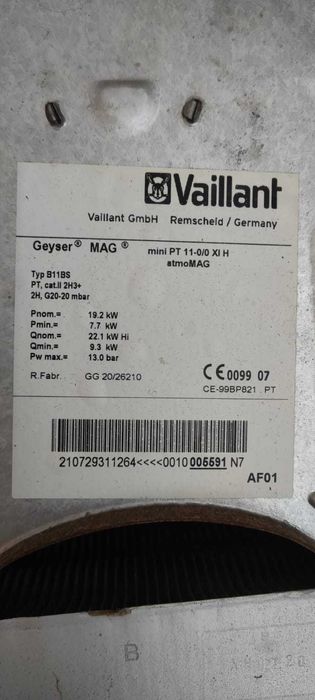 Vaillant
Vaillant GmbH Remscheid / Germany
Geyser® MAG® mini PT 11-0/0 XI H
atmoMAG
Typ B11BS
PT, cat.II 2H3+
2H, G20-20 mbar
Pnom.= 19.2 kW
Pmin.= 7.7 kW
Qnom.= 22.1 kW Hi
Qmin.= 9.3 kW
Pw max.= 13.0 bar
R.Fabr. GG 20/26210
CE 0099 07
CE-99BP821 . PT
210729311264<<<<0010 005591 N7
AF01
B